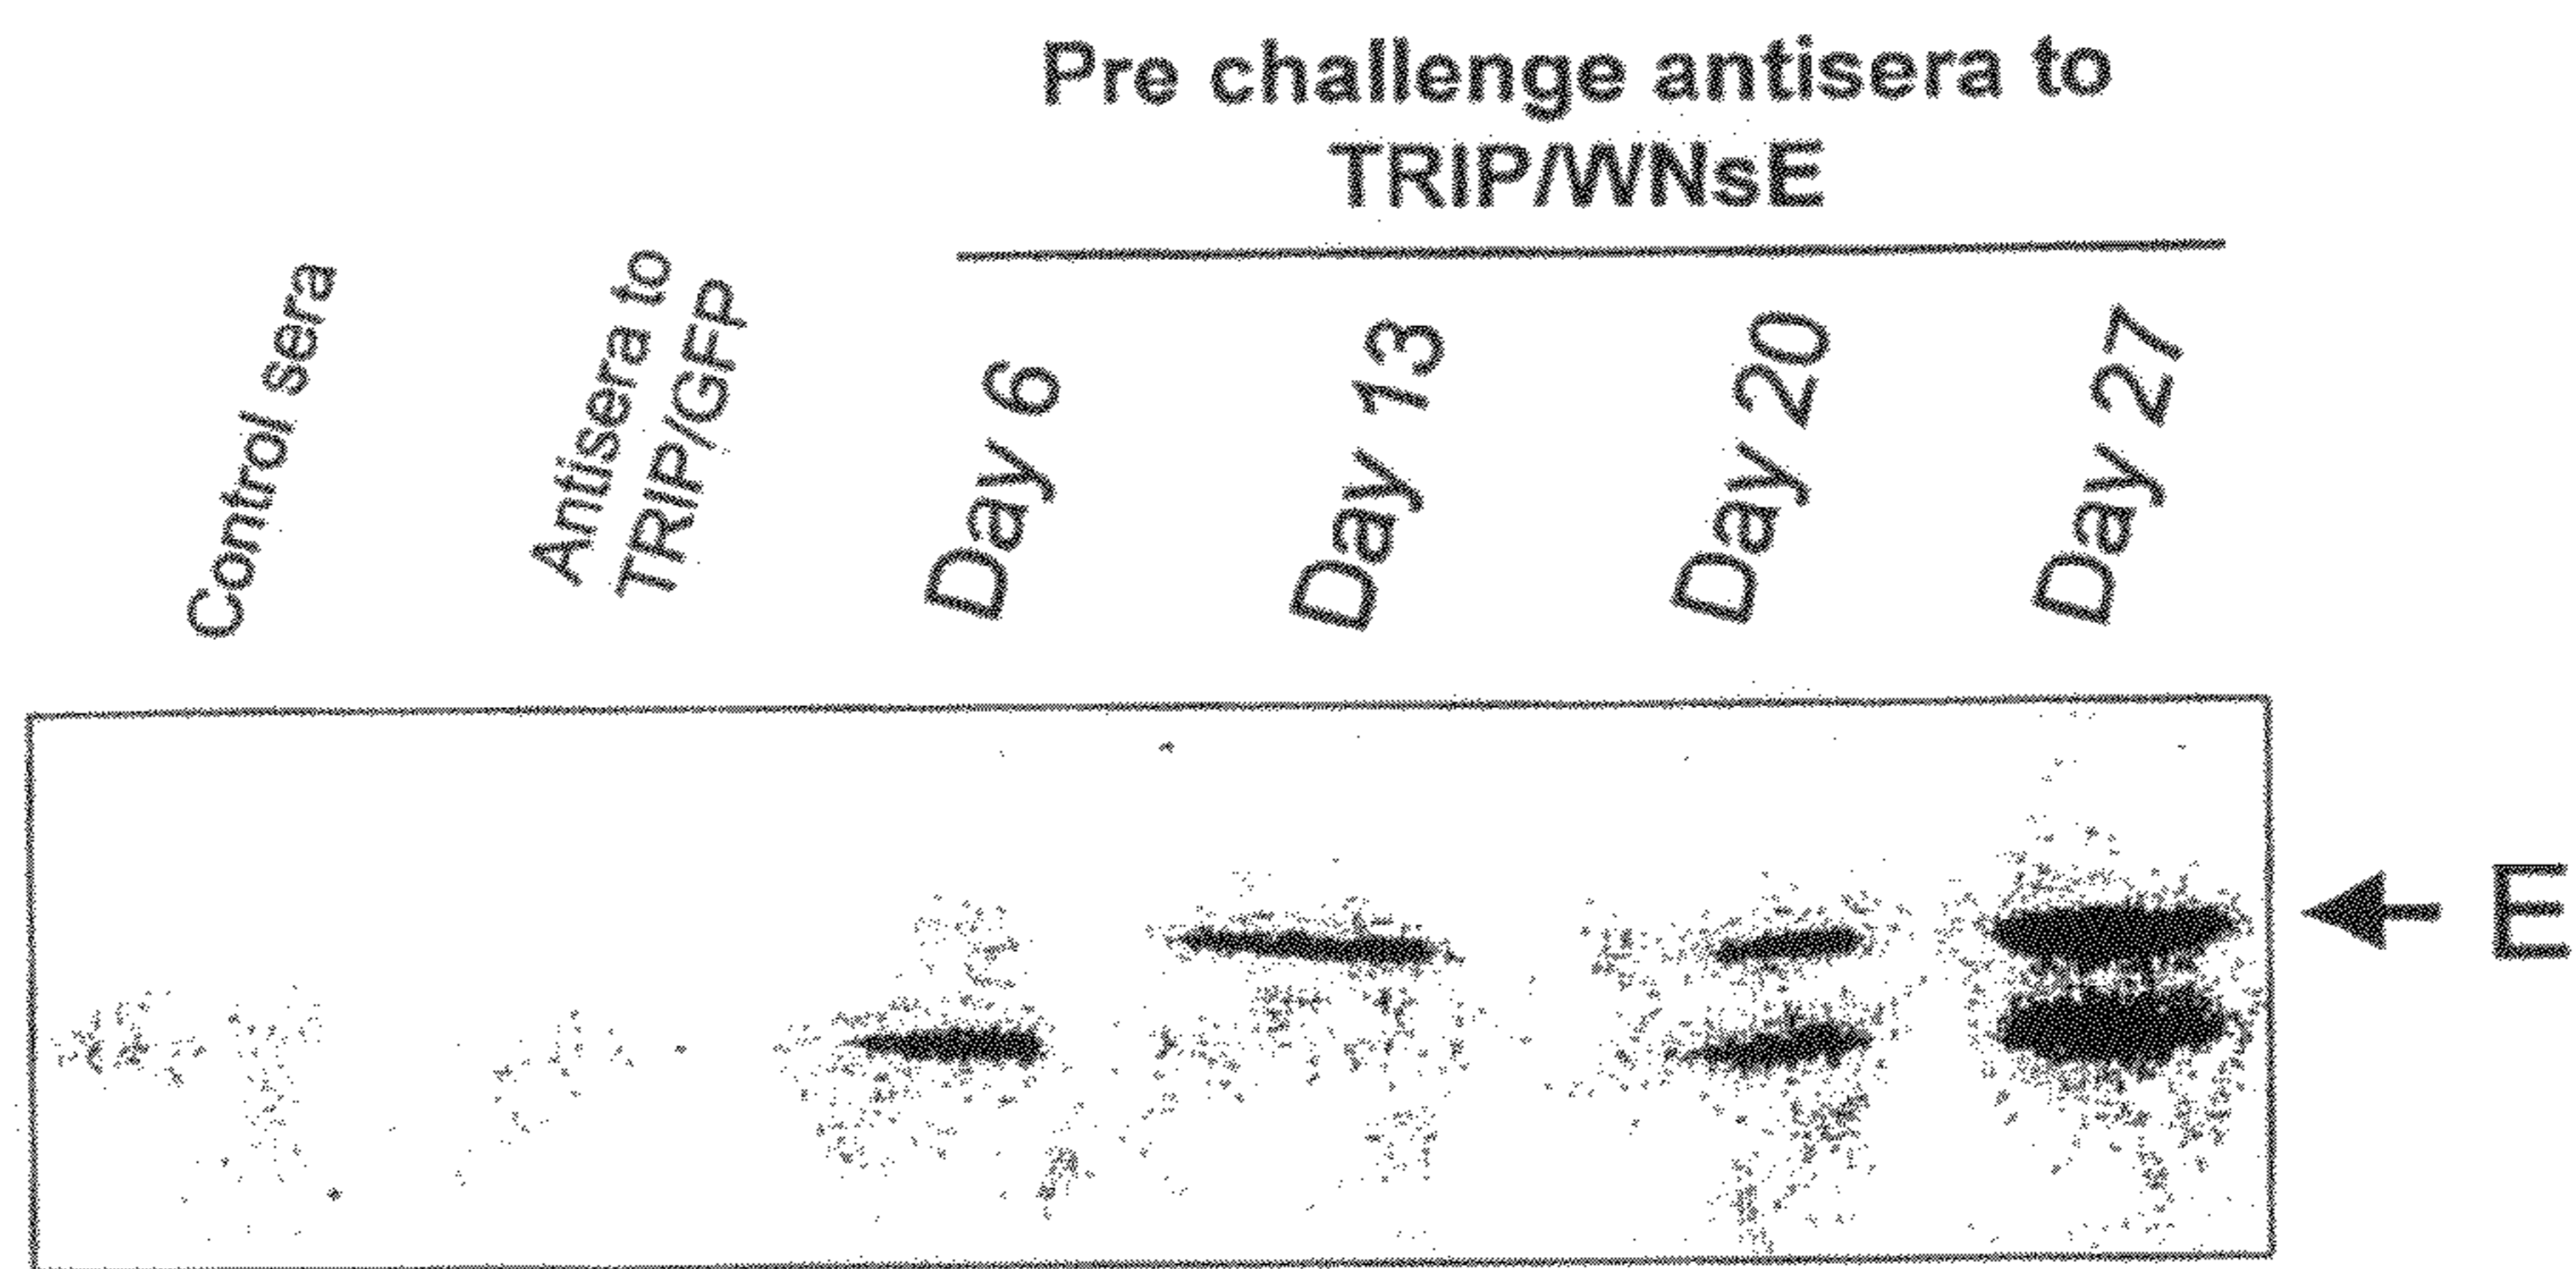 Pre challenge antisera to
TRIP/WNsE
Control sera
Antisera to
TRIP/GFP
Day 6
Day 13
Day 20
Day 27
E